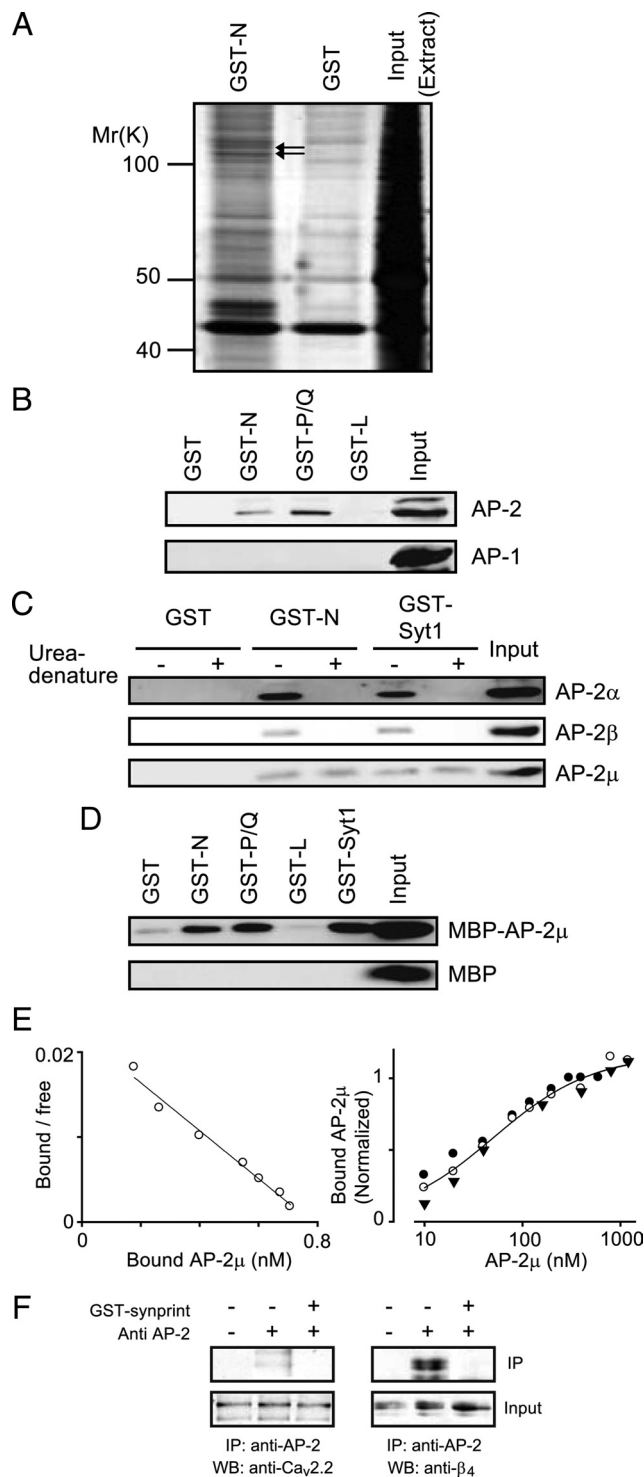 A
GST-N
GST
Input
(Extract)
Mr(K)
100
50
40
B
GST
GST-N
GST-P/Q
GST-L
Input
AP-2
AP-1
C
GST
GST-N
GST-
Syt1
Input
Urea-
denature
- + - + - +
AP-2α
AP-2β
AP-2μ
D
GST
GST-N
GST-P/Q
GST-L
GST-Syt1
Input
MBP-AP-2μ
MBP
E
0.02
Bound / free
0
0
0.8
Bound AP-2μ (nM)
Bound AP-2μ
(Normalized)
1
0
10
100
1000
AP-2μ (nM)
F
GST-synprint - - + - - +
Anti AP-2 - + + - + +
IP
Input
IP: anti-AP-2
WB: anti-CaV2.2
IP: anti-AP-2
WB: anti-β4